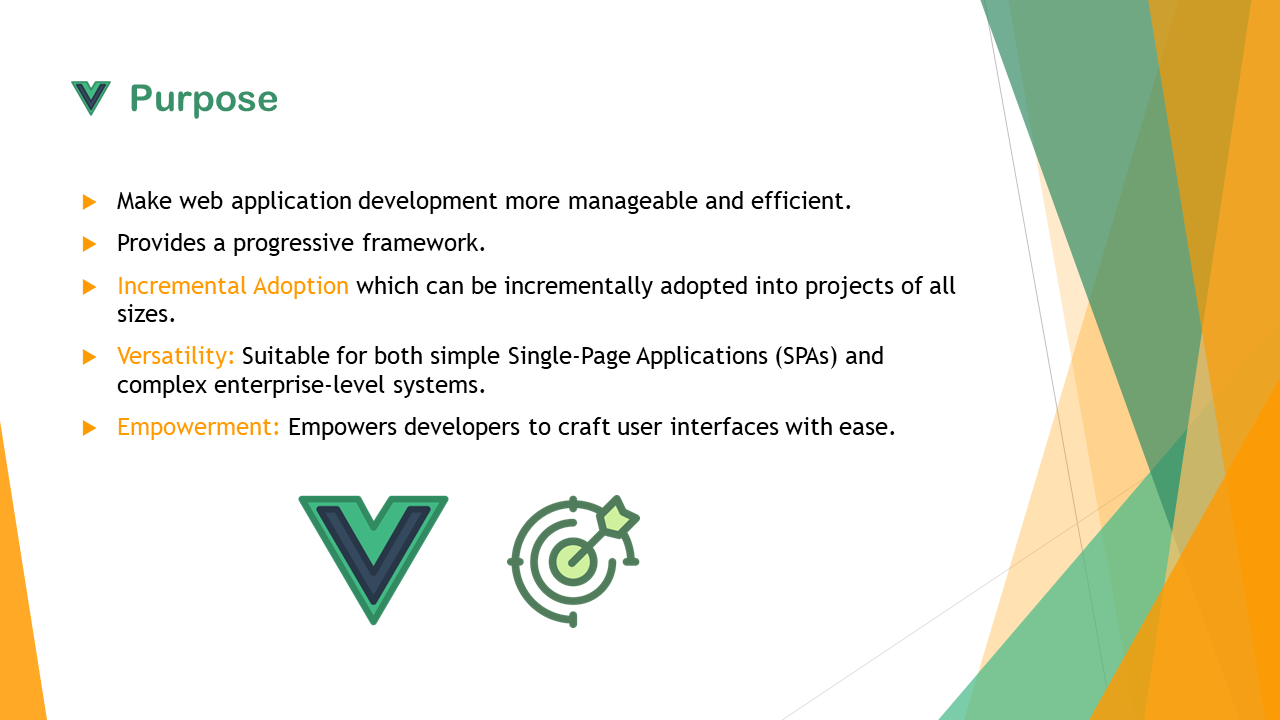 Purpose
Make web application development more manageable and efficient.
Provides a progressive framework.
Incremental Adoption which can be incrementally adopted into projects of all
sizes.
Versatility: Suitable for both simple Single-Page Applications (SPAs) and
complex enterprise-level systems.
Empowerment: Empowers developers to craft user interfaces with ease.